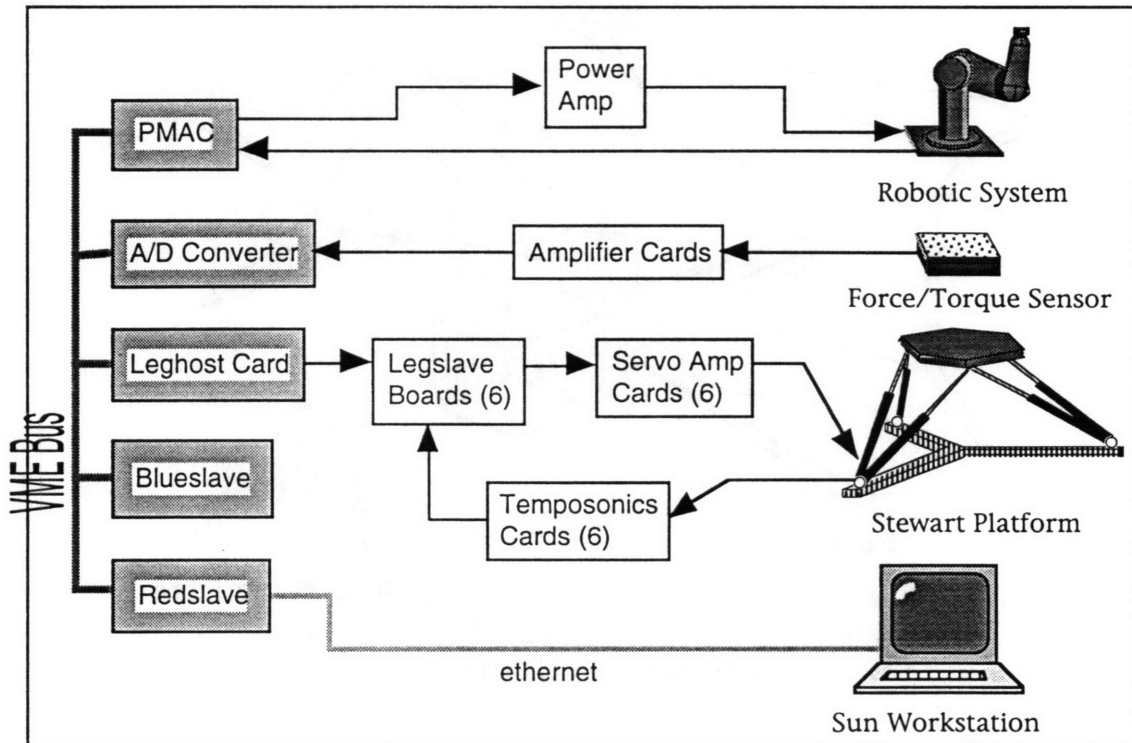 Power
Amp
PMAC
Robotic System
A/D Converter
Amplifier Cards
Force/Torque Sensor
Leghost Card
Legslave
Boards (6)
Servo Amp
Cards (6)
VME Bus
Blueslave
Temposonics
Cards (6)
Stewart Platform
Redslave
ethernet
Sun Workstation